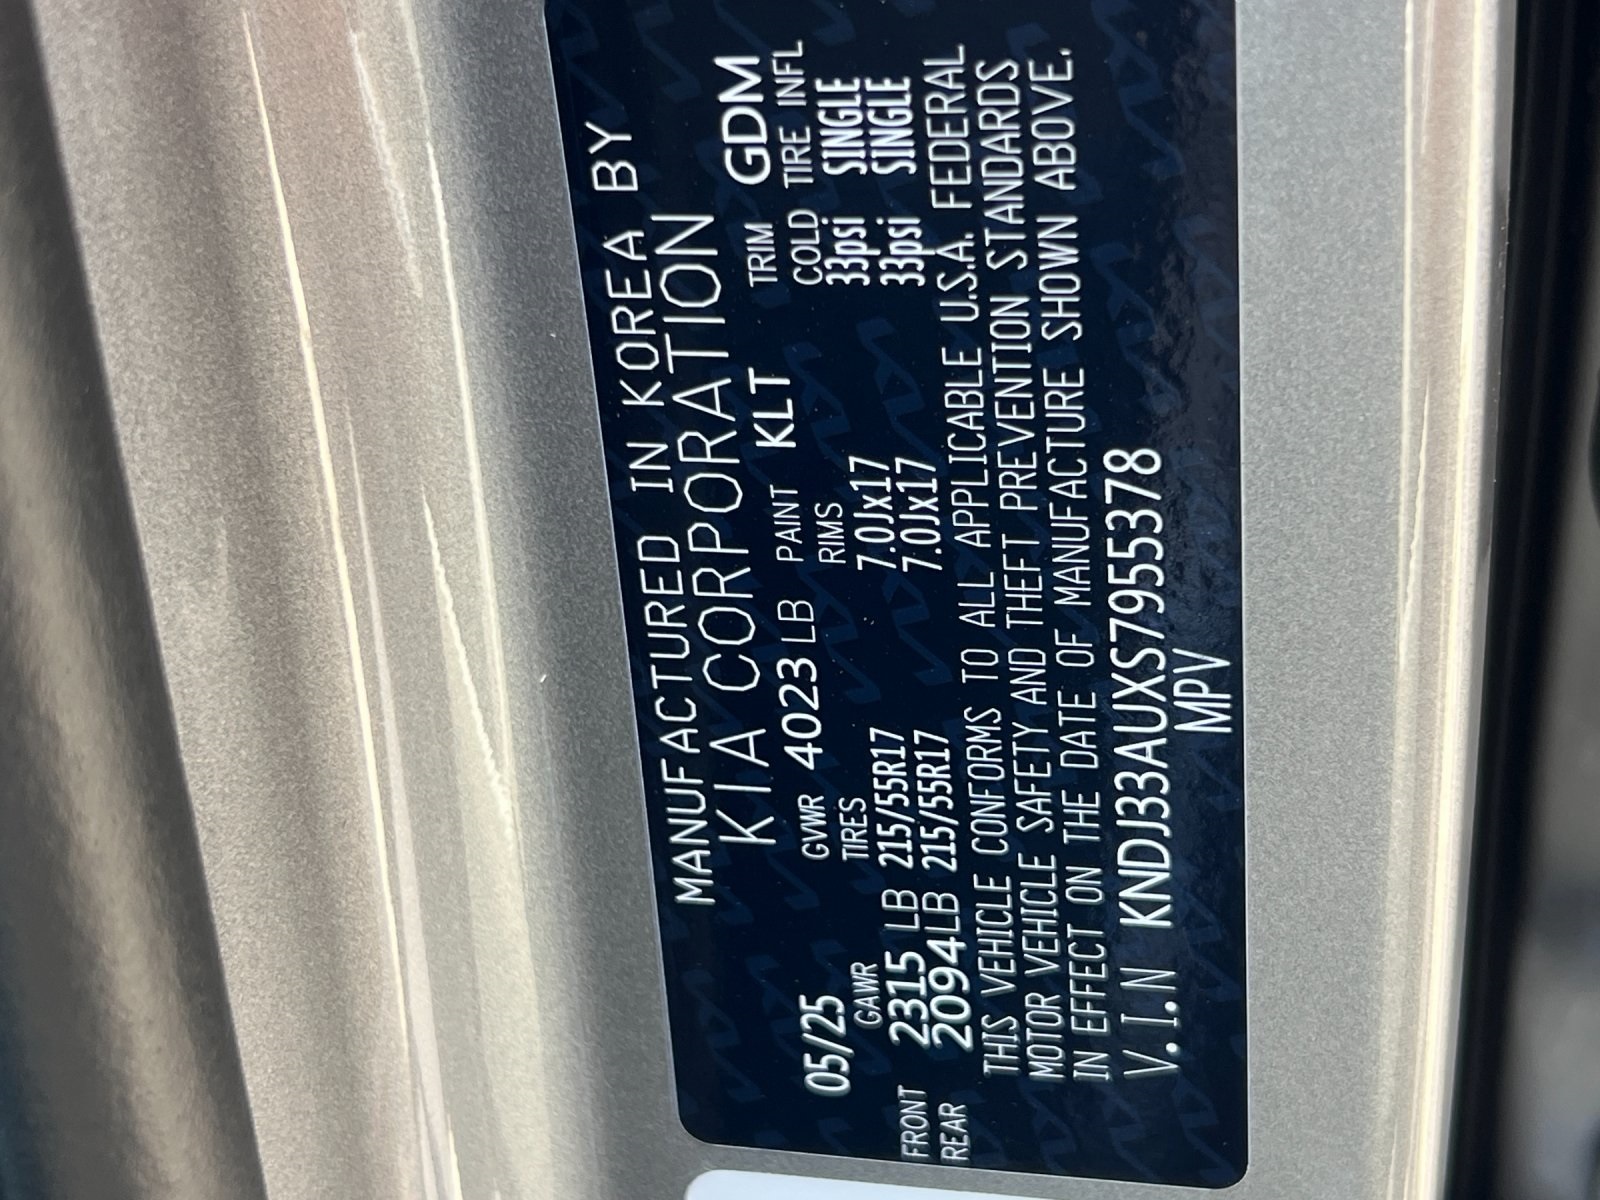 MANUFACTURED IN KOREA BY
KIA CORPORATION
05/25 GVWR 4023 LB PAINT KLT TRIM GDM
GAWR TIRES RIMS COLD TIRE INFL
FRONT 2315 LB 215/55R17 7.0Jx17 33psi SINGLE
REAR 2094LB 215/55R17 7.0Jx17 33psi SINGLE
THIS VEHICLE CONFORMS TO ALL APPLICABLE U.S.A. FEDERAL
MOTOR VEHICLE SAFETY AND THEFT PREVENTION STANDARDS
IN EFFECT ON THE DATE OF MANUFACTURE SHOWN ABOVE.
V.I.N KNDJ33AUXS7955378
MPV